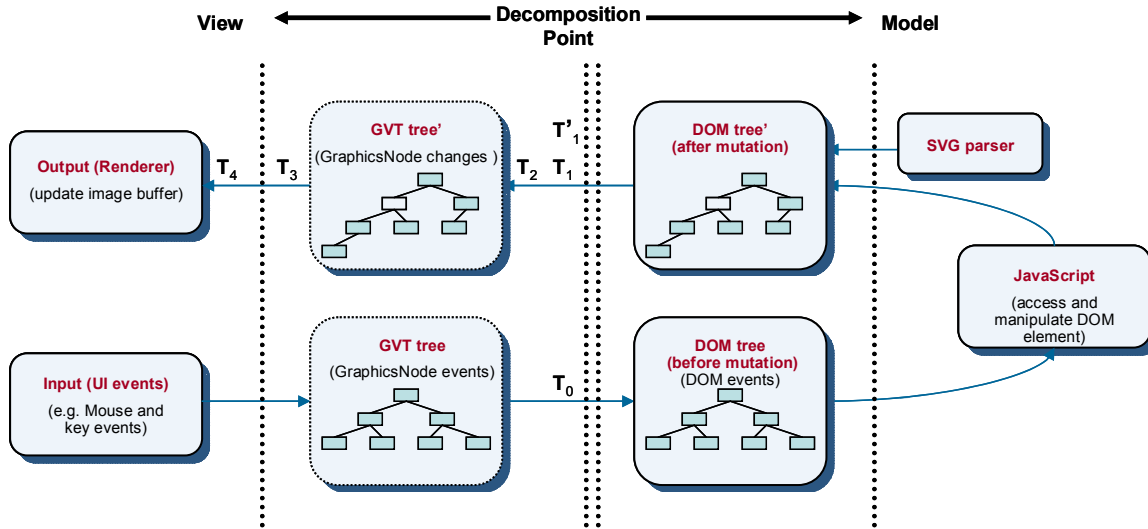 View
Decomposition
Point
Model
Output (Renderer)
(update image buffer)
T4
T3
GVT tree'
(GraphicsNode changes )
T2
T'1
T1
DOM tree'
(after mutation)
SVG parser
JavaScript
(access and
manipulate DOM
element)
Input (UI events)
(e.g. Mouse and
key events)
GVT tree
(GraphicsNode events)
T0
DOM tree
(before mutation)
(DOM events)